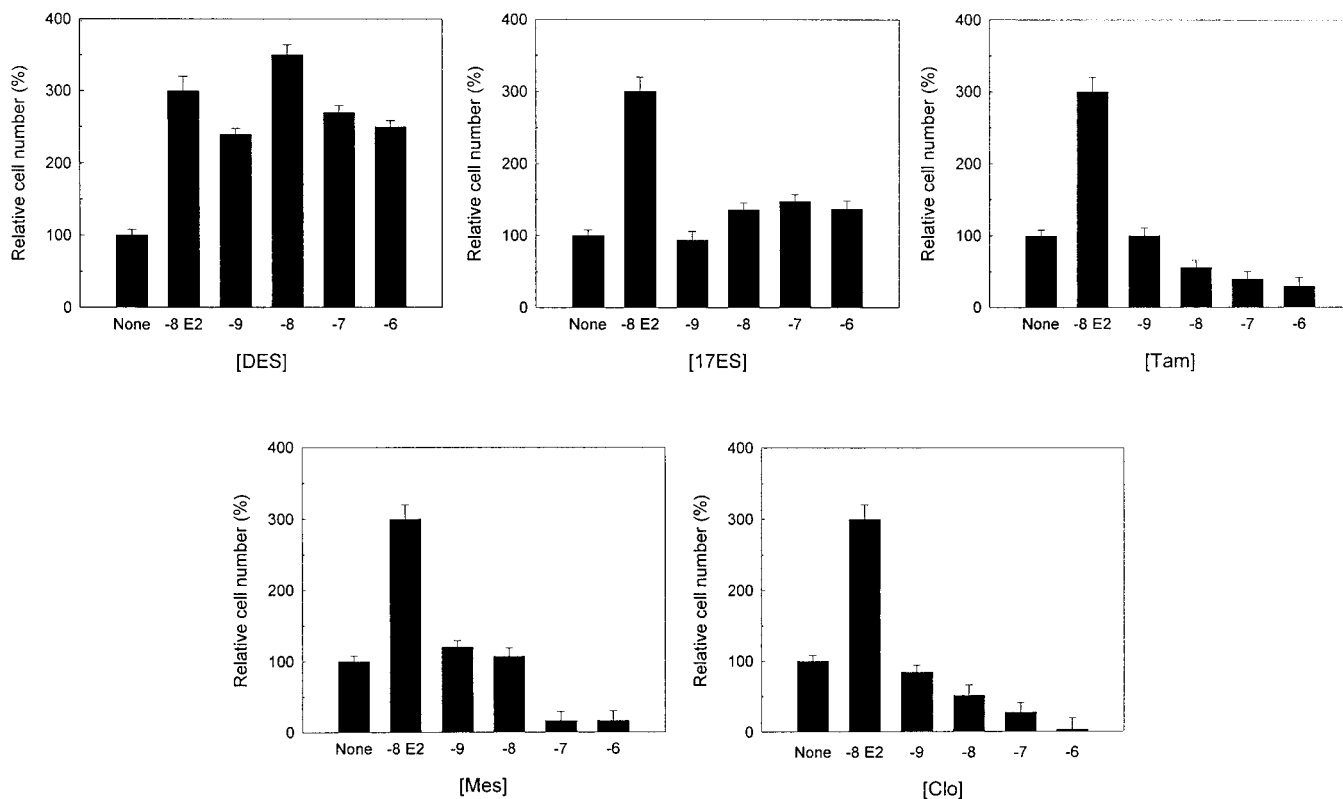 Relative cell number (%)
400
300
200
100
0
None -8 E2 -9 -8 -7 -6
[DES]
Relative cell number (%)
400
300
200
100
0
None -8 E2 -9 -8 -7 -6
[17ES]
Relative cell number (%)
400
300
200
100
0
None -8 E2 -9 -8 -7 -6
[Tam]
Relative cell number (%)
400
300
200
100
0
None -8 E2 -9 -8 -7 -6
[Mes]
Relative cell number (%)
400
300
200
100
0
None -8 E2 -9 -8 -7 -6
[Clo]